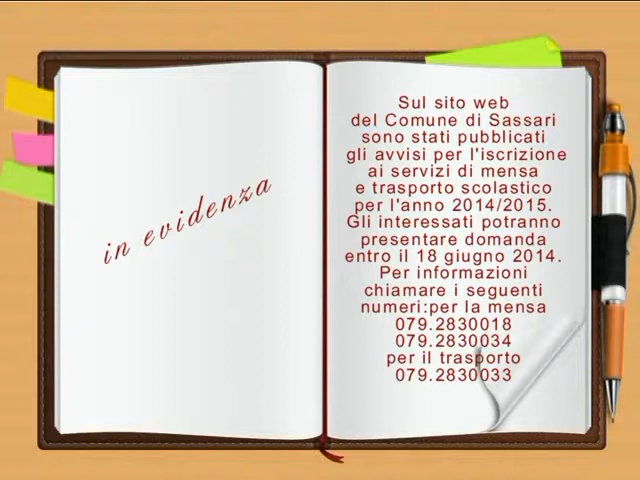 in evidenza
Sul sito web
del Comune di Sassari
sono stati pubblicati
gli avvisi per l'iscrizione
ai servizi di mensa
e trasporto scolastico
per l'anno 2014/2015.
Gli interessati potranno
presentare domanda
entro il 18 giugno 2014.
Per informazioni
chiamare i seguenti
numeri:per la mensa
079.2830018
079.2830034
per il trasporto
079.2830033